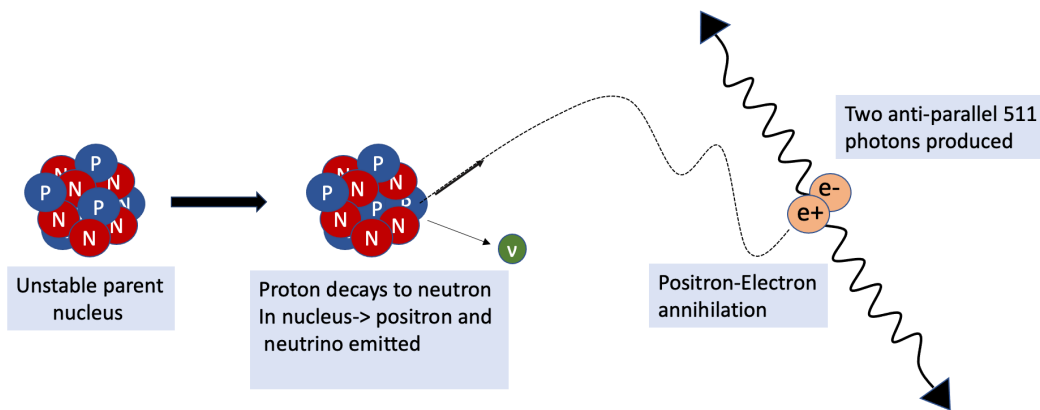 N
P
N
P
N
P
N
N
N
N
Unstable parent
nucleus
N
P
N
P
N
P
P
N
N
N
ν
Proton decays to neutron
In nucleus-> positron and
neutrino emitted
e-
e+
Two anti-parallel 511
photons produced
Positron-Electron
annihilation